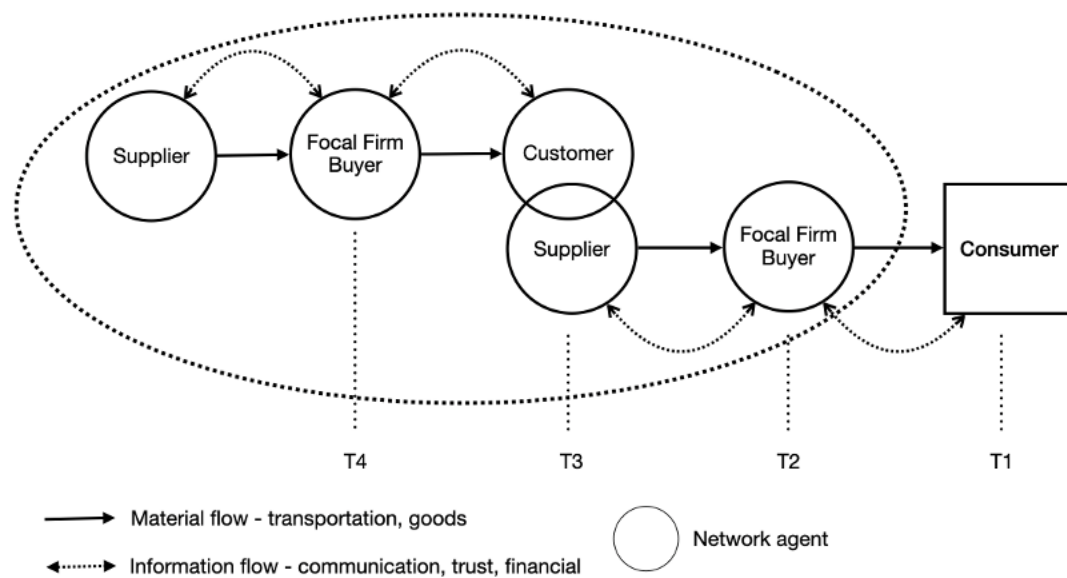 Supplier
Focal Firm
Buyer
Customer
Supplier
Focal Firm
Buyer
Consumer
T4
T3
T2
T1
Material flow - transportation, goods
Network agent
Information flow - communication, trust, financial